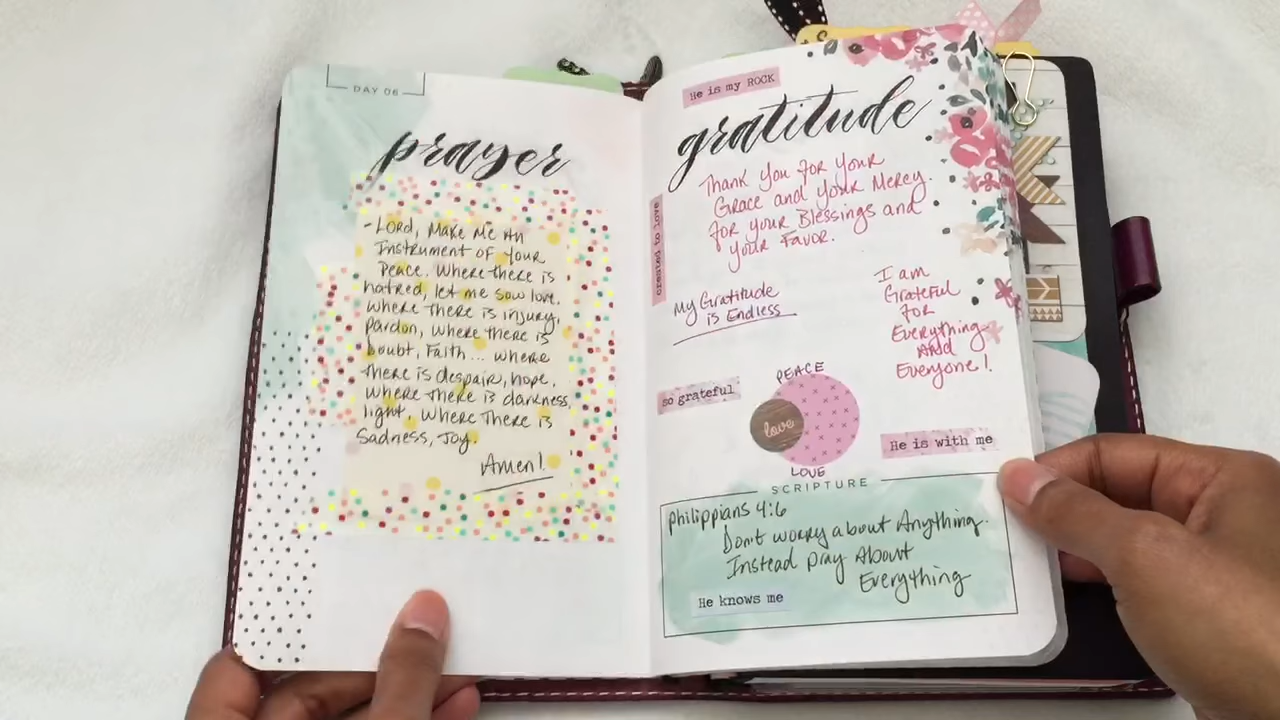 DAY 06
prayer
- Lord, Make Me An
Instrument of Your
Peace. Where there is
hatred, let me sow love.
Where there is injury,
pardon, where there is
doubt, Faith... where
there is despair, hope.
Where there is darkness,
light, where there is
Sadness, Joy.
Amen!
He is my ROCK
gratitude
Thank You for Your
Grace and Your Mercy.
for your Blessings and
Your Favor.
created to love
My Gratitude
is Endless
I am
Grateful
For
Everything
And
Everyone!
so grateful
PEACE
love
LOVE
He is with me
SCRIPTURE
Philippians 4:6
Don't worry about Anything.
Instead pray About
Everything
He knows me